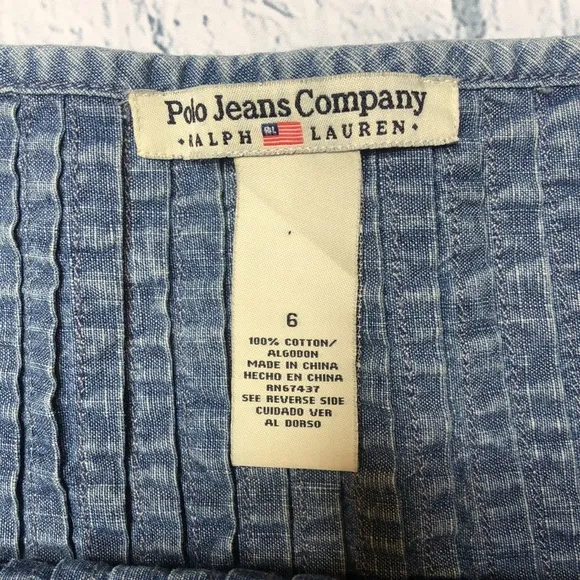 Polo Jeans Company
RALPH LAUREN
6
100% COTTON/
ALGODON
MADE IN CHINA
HECHO EN CHINA
RN67437
SEE REVERSE SIDE
CUIDADO VER
AL DORSO